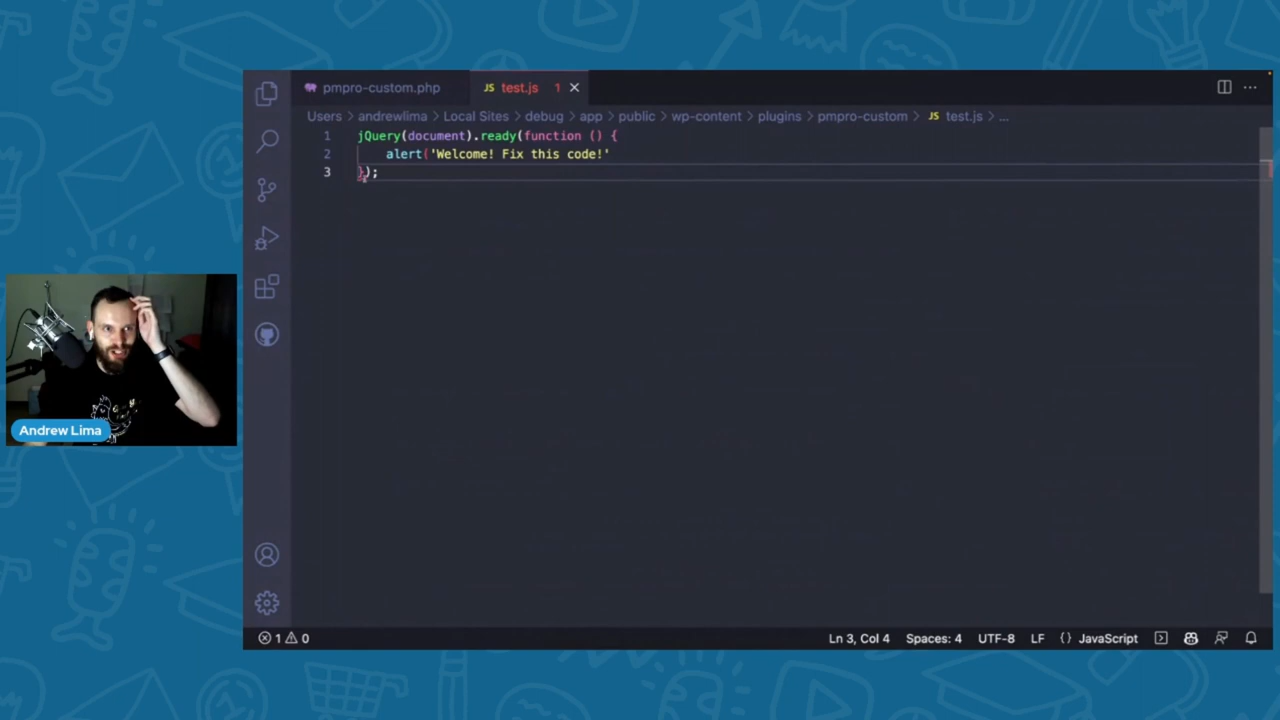 pmpro-custom.php
JS test.js 1
Users > andrewlima > Local Sites > debug > app > public > wp-content > plugins > pmpro-custom > JS test.js > ...
1 jQuery(document).ready(function () {
2 alert('Welcome! Fix this code!'
3 });
Andrew Lima
1 0
Ln 3, Col 4 Spaces: 4 UTF-8 LF {} JavaScript